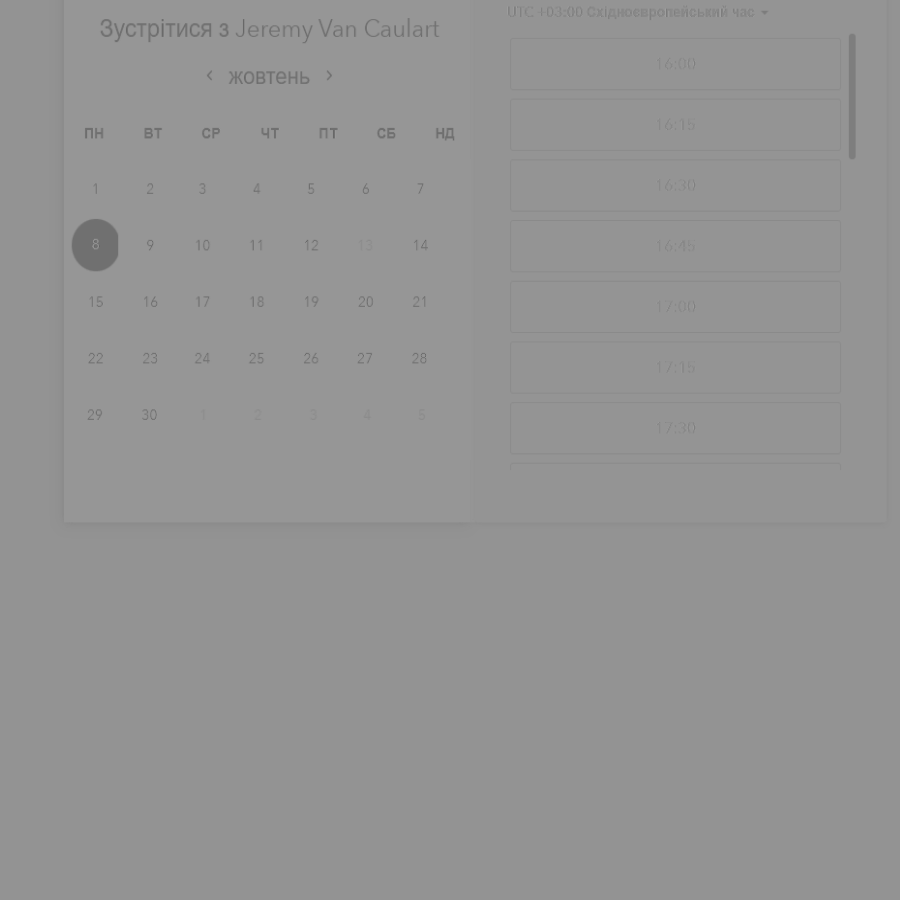 Зустрітися з Jeremy Van Caulart
жовтень
ПН ВТ СР ЧТ ПТ СБ НД
1 2 3 4 5 6 7
8 9 10 11 12 13 14
15 16 17 18 19 20 21
22 23 24 25 26 27 28
29 30 1 2 3 4 5
UTC +03:00 Східноєвропейський час
16:00
16:15
16:30
16:45
17:00
17:15
17:30